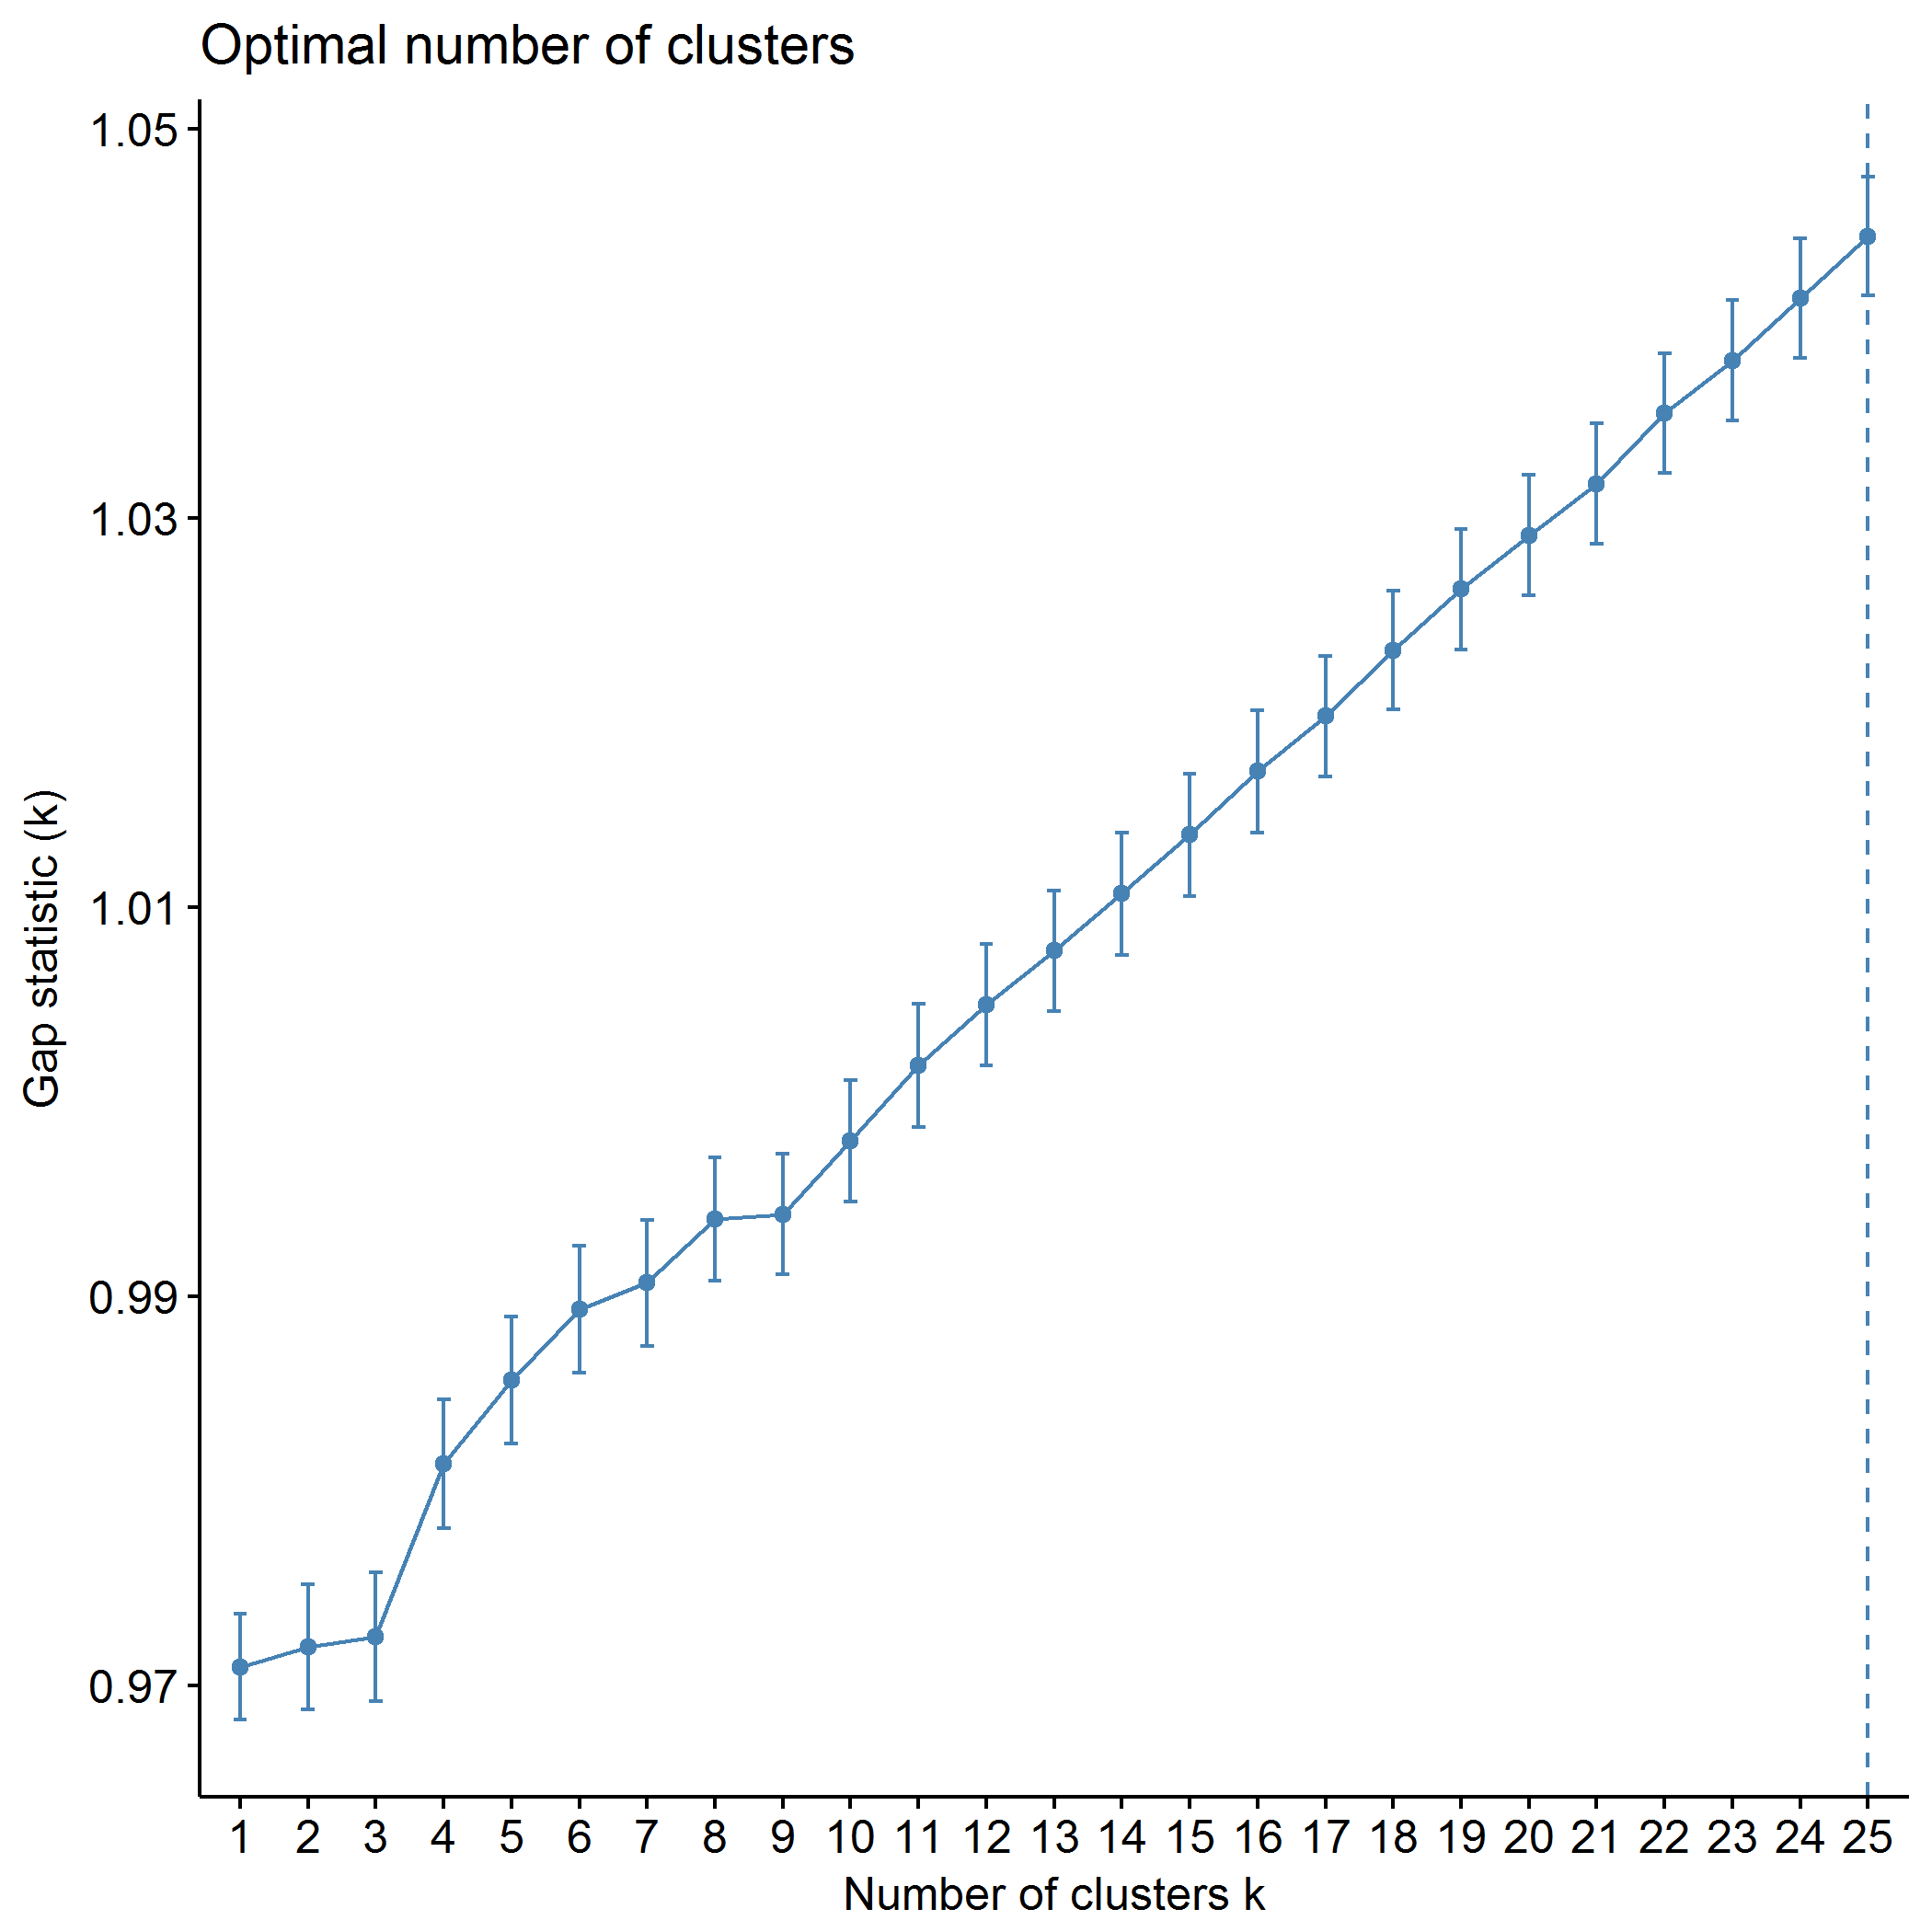 Optimal number of clusters
1.05
1.03
1.01
0.99
0.97
Gap statistic (k)
1 2 3 4 5 6 7 8 9 10 11 12 13 14 15 16 17 18 19 20 21 22 23 24 25
Number of clusters k